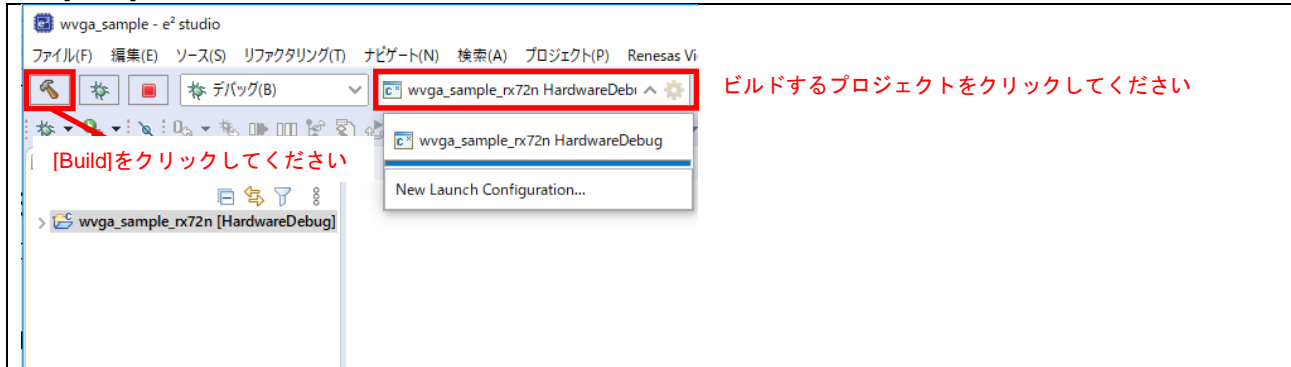 wvga_sample - e² studio
ファイル(F) 編集(E) ソース(S) リファクタリング(T) ナビゲート(N) 検索(A) プロジェクト(P) Renesas Vi
デバッグ(B) wvga_sample_rx72n HardwareDebı
ビルドするプロジェクトをクリックしてください
wvga_sample_rx72n HardwareDebug
[Build]をクリックしてください
New Launch Configuration...
wvga_sample_rx72n [HardwareDebug]